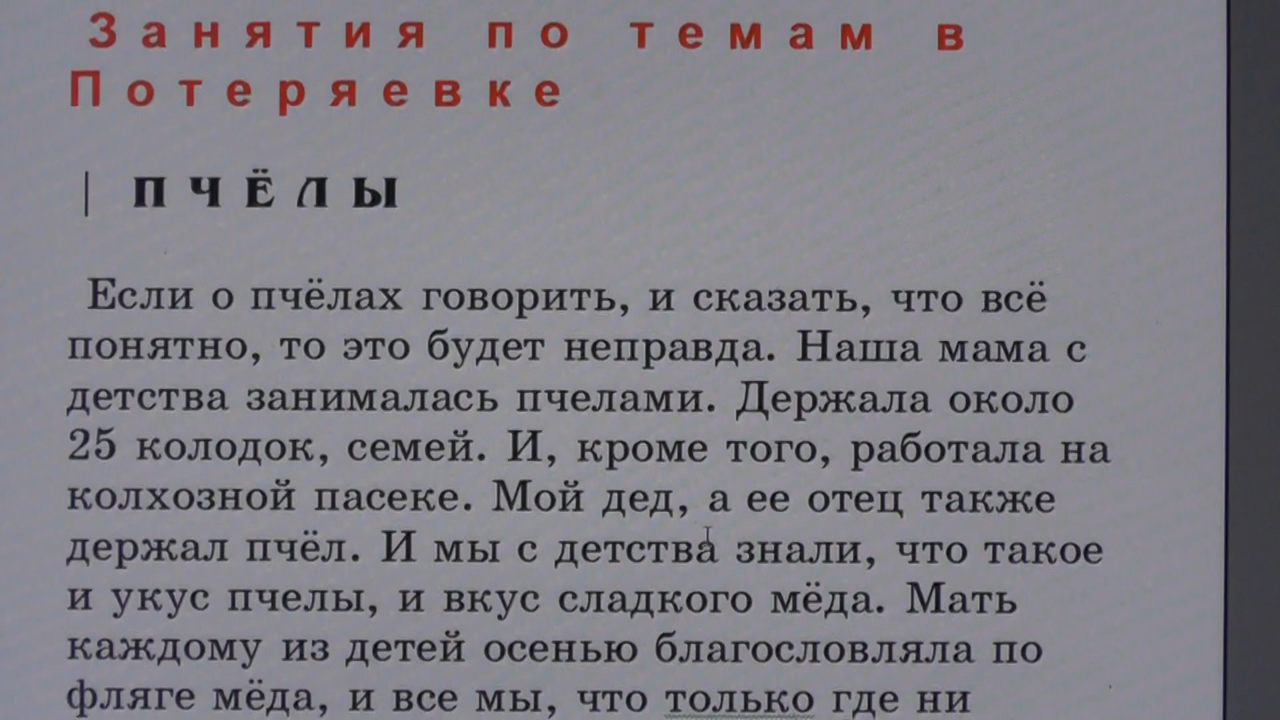 Занятия по темам в
Потеряевке
| ПЧЁЛЫ
Если о пчёлах говорить, и сказать, что всё
понятно, то это будет неправда. Наша мама с
детства занималась пчелами. Держала около
25 колодок, семей. И, кроме того, работала на
колхозной пасеке. Мой дед, а ее отец также
держал пчёл. И мы с детства знали, что такое
и укус пчелы, и вкус сладкого мёда. Мать
каждому из детей осенью благословляла по
фляге мёда, и все мы, что только где ни